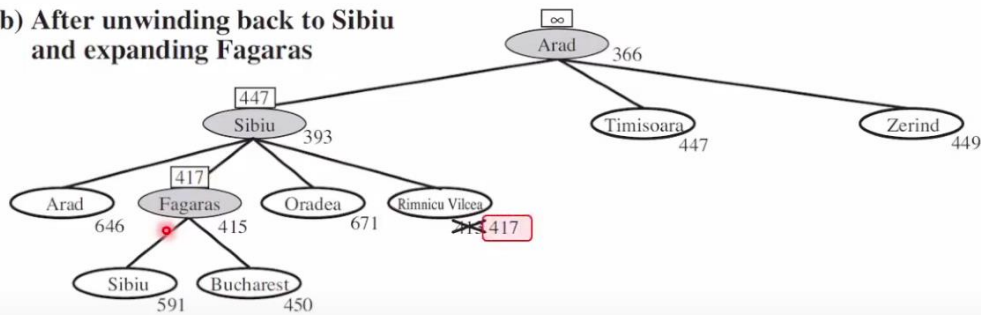 b) After unwinding back to Sibiu
and expanding Fagaras
∞
Arad
366
447
Sibiu
393
Timisoara
447
Zerind
449
417
Arad
646
Fagaras
415
Oradea
671
Rimnicu Vilcea
413 417
Sibiu
591
Bucharest
450